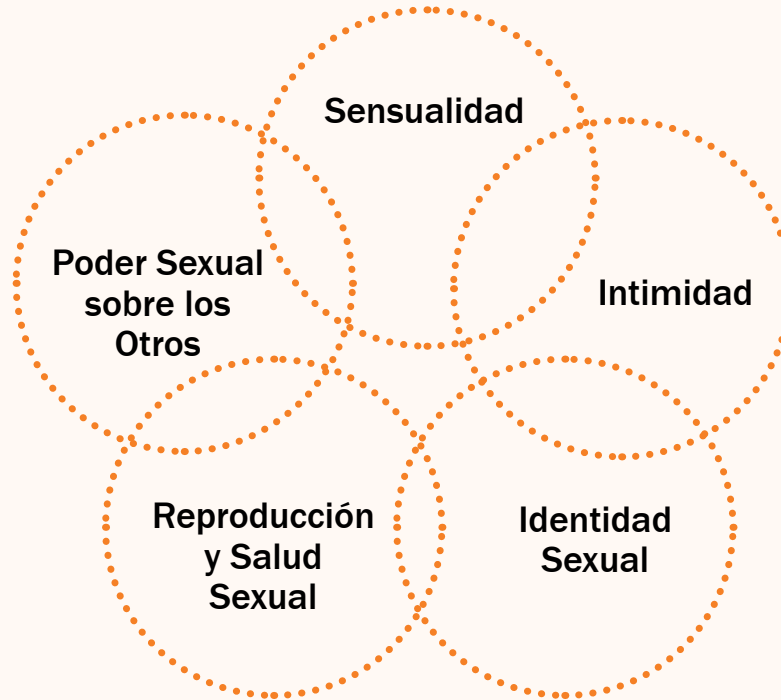 Sensualidad
Poder Sexual
sobre los
Otros
Intimidad
Reproducción
y Salud
Sexual
Identidad
Sexual